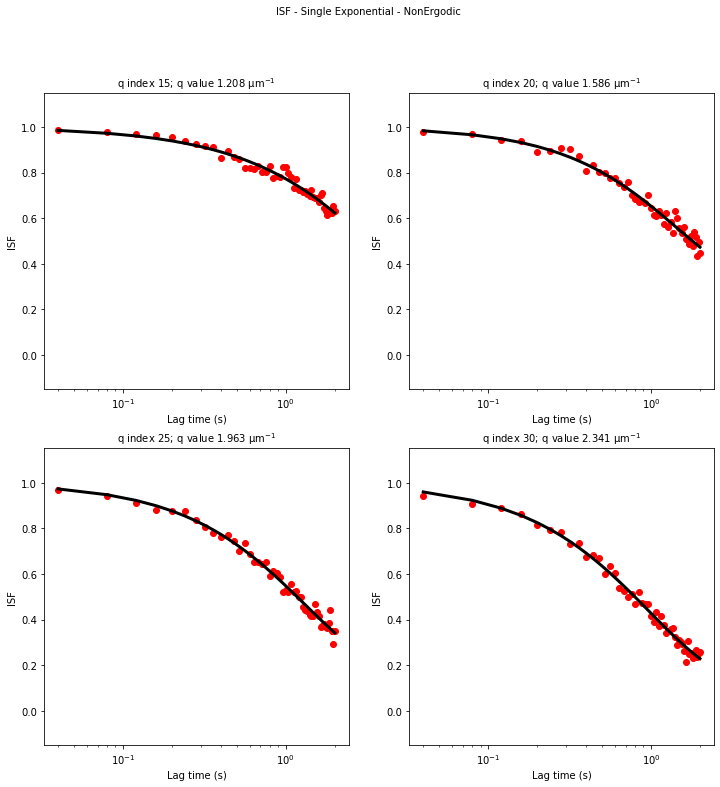 ISF - Single Exponential - NonErgodic
q index 15; q value 1.208 μm⁻¹
1.0
0.8
0.6
0.4
0.2
0.0
ISF
10⁻¹
10⁰
Lag time (s)
q index 20; q value 1.586 μm⁻¹
1.0
0.8
0.6
0.4
0.2
0.0
ISF
10⁻¹
10⁰
Lag time (s)
q index 25; q value 1.963 μm⁻¹
1.0
0.8
0.6
0.4
0.2
0.0
ISF
10⁻¹
10⁰
Lag time (s)
q index 30; q value 2.341 μm⁻¹
1.0
0.8
0.6
0.4
0.2
0.0
ISF
10⁻¹
10⁰
Lag time (s)